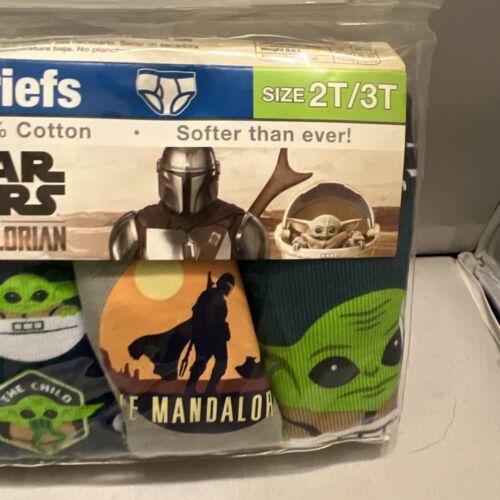 iefs
SIZE 2T/3T
% Cotton · Softer than ever!
AR
RS
LORIAN
THE CHILD
E MANDALOR